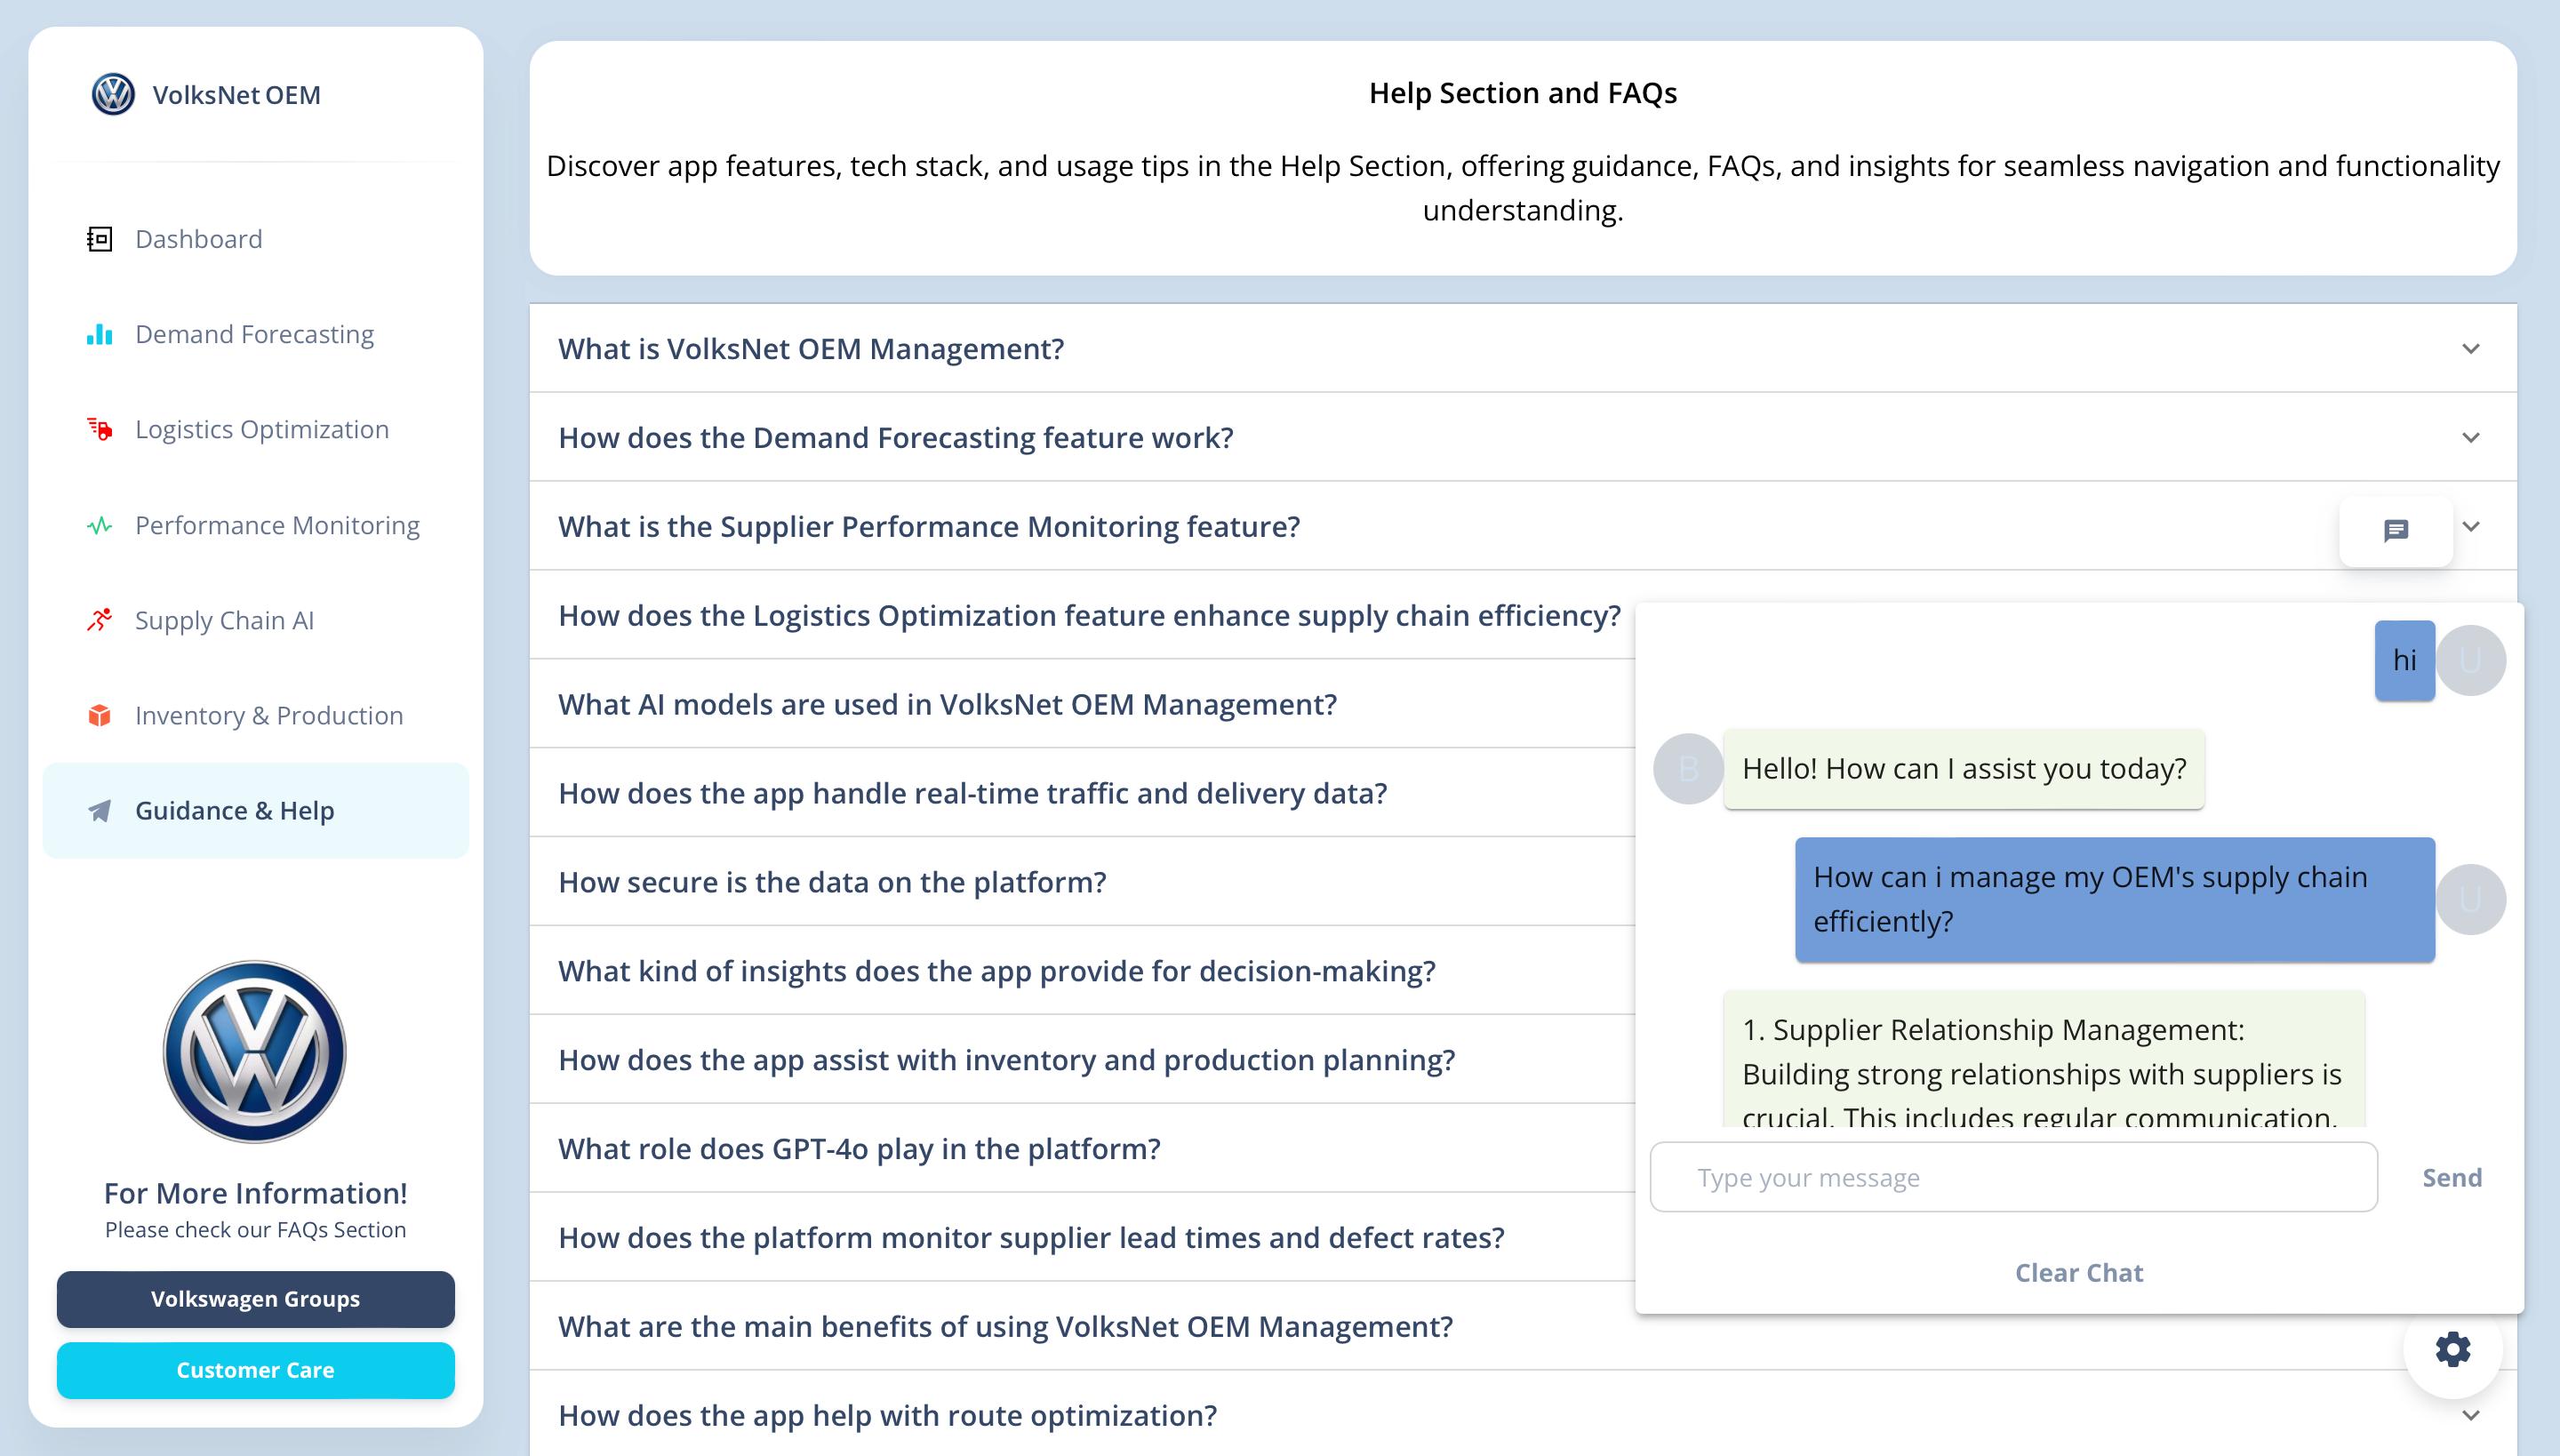 VolksNet OEM
Dashboard
Demand Forecasting
Logistics Optimization
Performance Monitoring
Supply Chain AI
Inventory & Production
Guidance & Help
For More Information!
Please check our FAQs Section
Volkswagen Groups
Customer Care
Help Section and FAQs
Discover app features, tech stack, and usage tips in the Help Section, offering guidance, FAQs, and insights for seamless navigation and functionality
understanding.
What is VolksNet OEM Management?
How does the Demand Forecasting feature work?
What is the Supplier Performance Monitoring feature?
How does the Logistics Optimization feature enhance supply chain efficiency?
What AI models are used in VolksNet OEM Management?
How does the app handle real-time traffic and delivery data?
How secure is the data on the platform?
What kind of insights does the app provide for decision-making?
How does the app assist with inventory and production planning?
What role does GPT-4o play in the platform?
How does the platform monitor supplier lead times and defect rates?
What are the main benefits of using VolksNet OEM Management?
How does the app help with route optimization?
hi
U
B
Hello! How can I assist you today?
How can i manage my OEM's supply chain
efficiently?
U
1. Supplier Relationship Management:
Building strong relationships with suppliers is
crucial. This includes regular communication,
Type your message
Send
Clear Chat